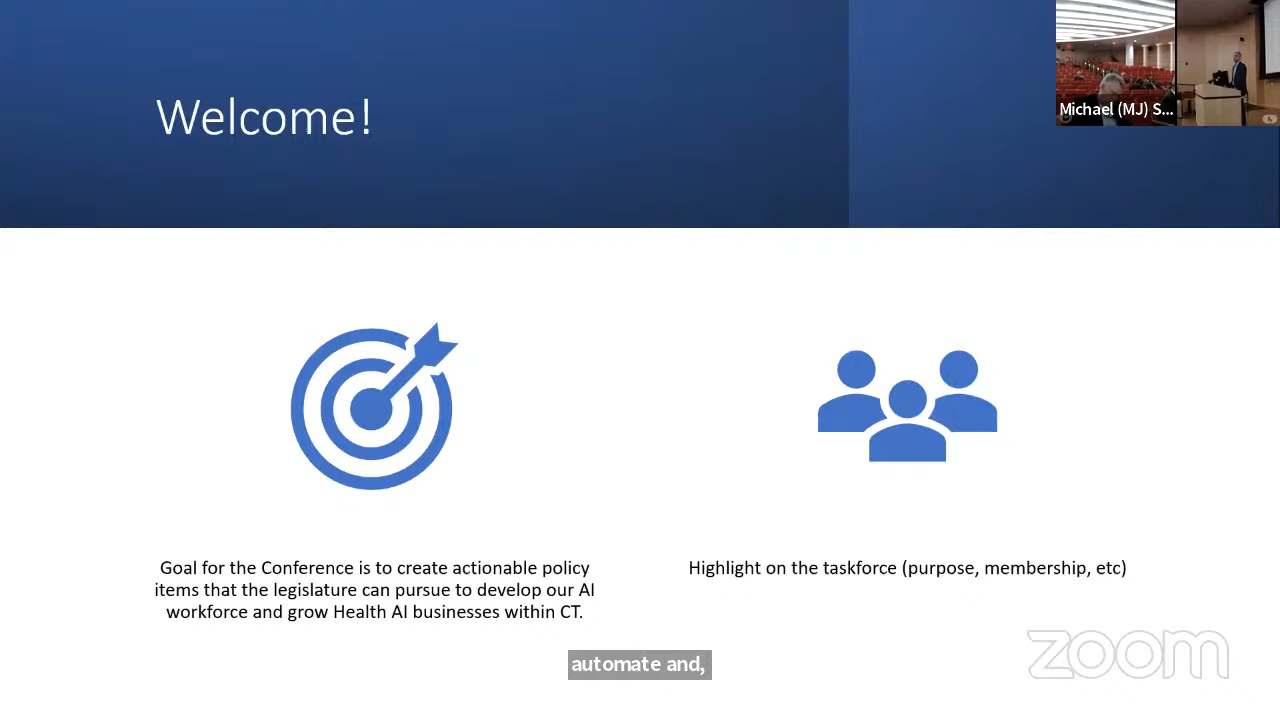 Welcome!
Michael (MJ) S...
Goal for the Conference is to create actionable policy
items that the legislature can pursue to develop our AI
workforce and grow Health AI businesses within CT.
Highlight on the taskforce (purpose, membership, etc)
automate and,
zoom